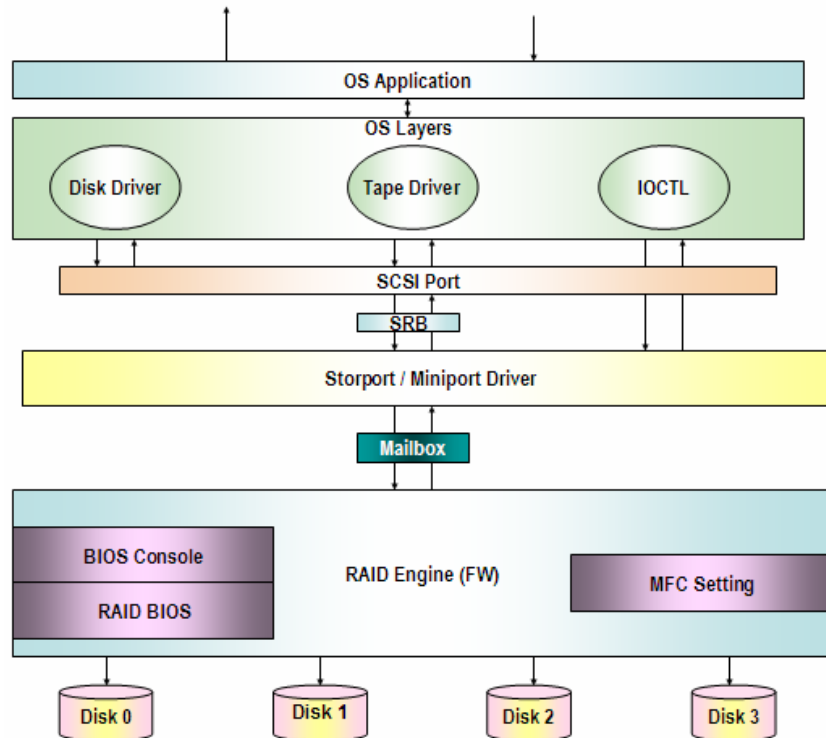 OS Application
OS Layers
Disk Driver
Tape Driver
IOCTL
SCSI Port
SRB
Storport / Miniport Driver
Mailbox
BIOS Console
RAID Engine (FW)
MFC Setting
RAID BIOS
Disk 0
Disk 1
Disk 2
Disk 3